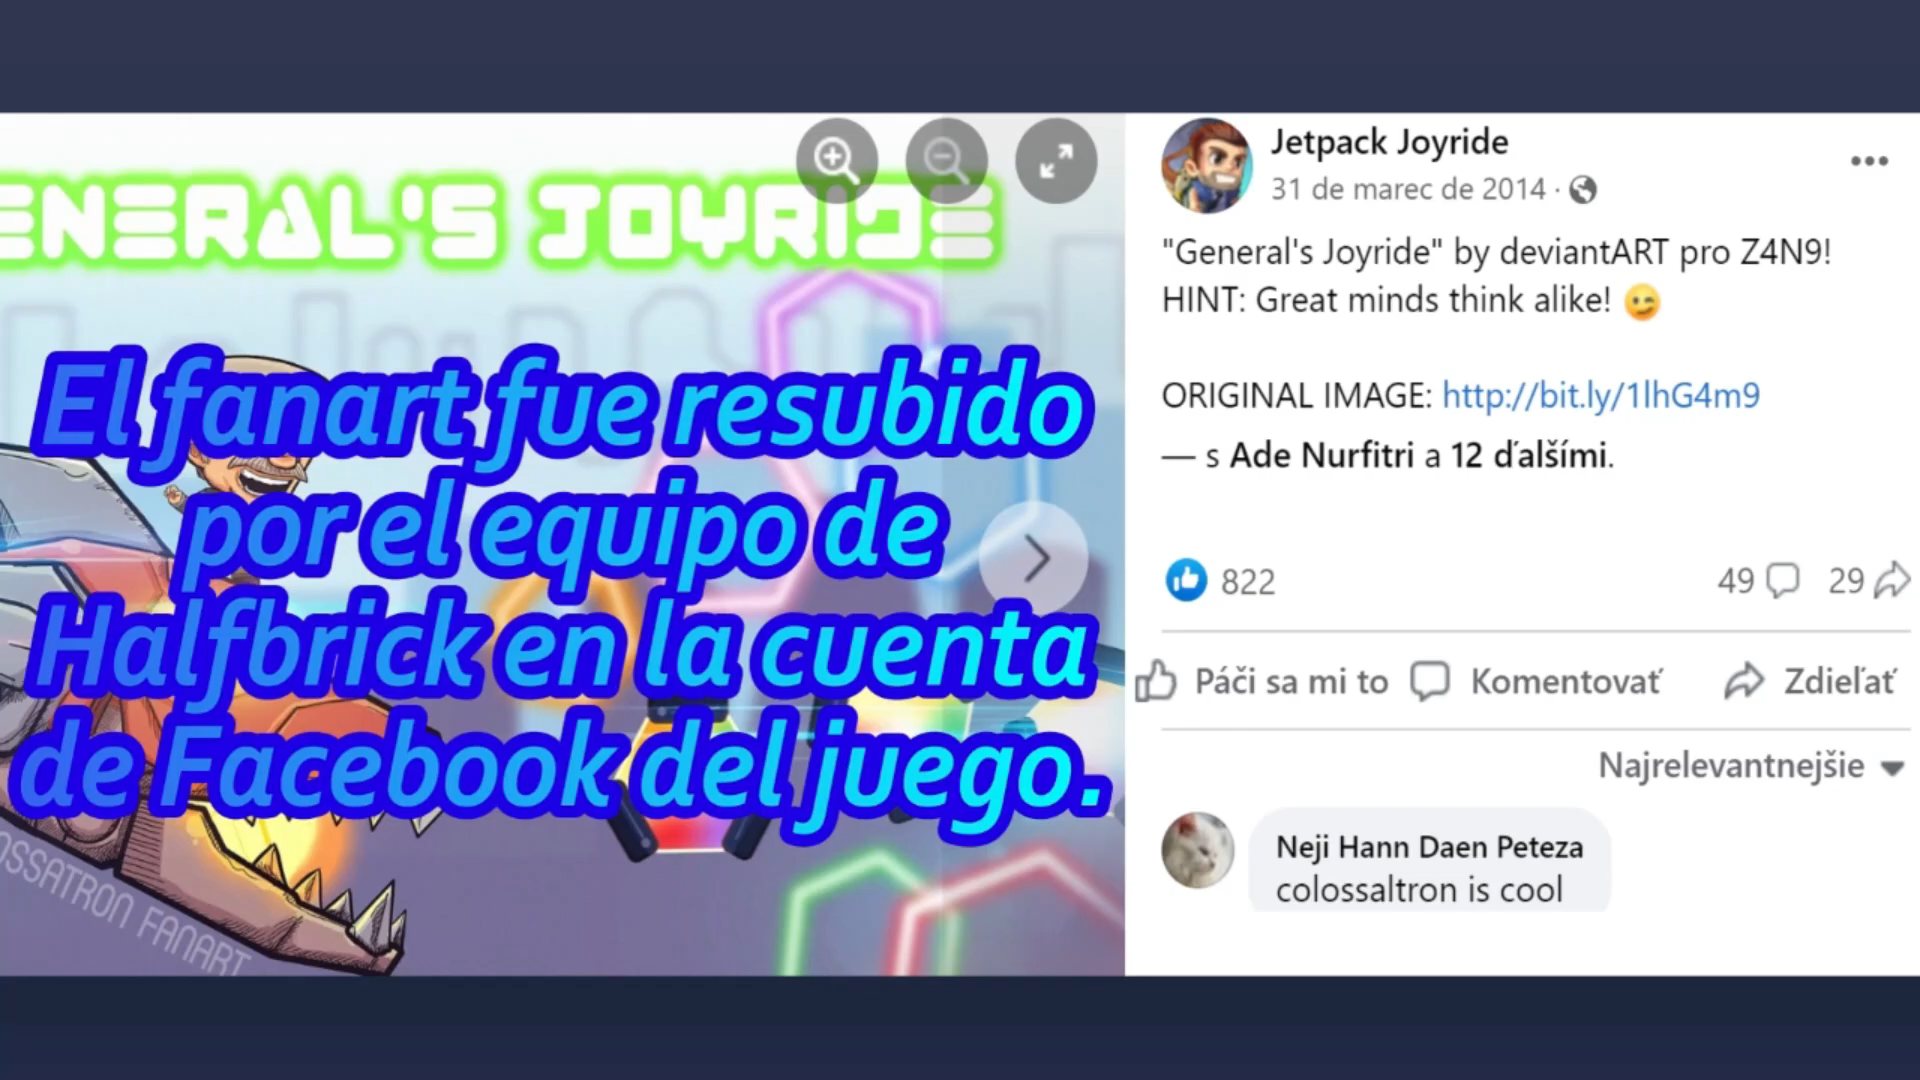 ENERAL'S JOYRIDE
El fanart fue resubido
por el equipo de
Halfbrick en la cuenta
de Facebook del juego.
OSSATRON FANART
Jetpack Joyride
31 de marec de 2014 ·
"General's Joyride" by deviantART pro Z4N9!
HINT: Great minds think alike! 😉
ORIGINAL IMAGE: http://bit.ly/1lhG4m9
— s Ade Nurfitri a 12 ďalšími.
822 49 29
Páči sa mi to Komentovať Zdieľať
Najrelevantnejšie
Neji Hann Daen Peteza
colossaltron is cool